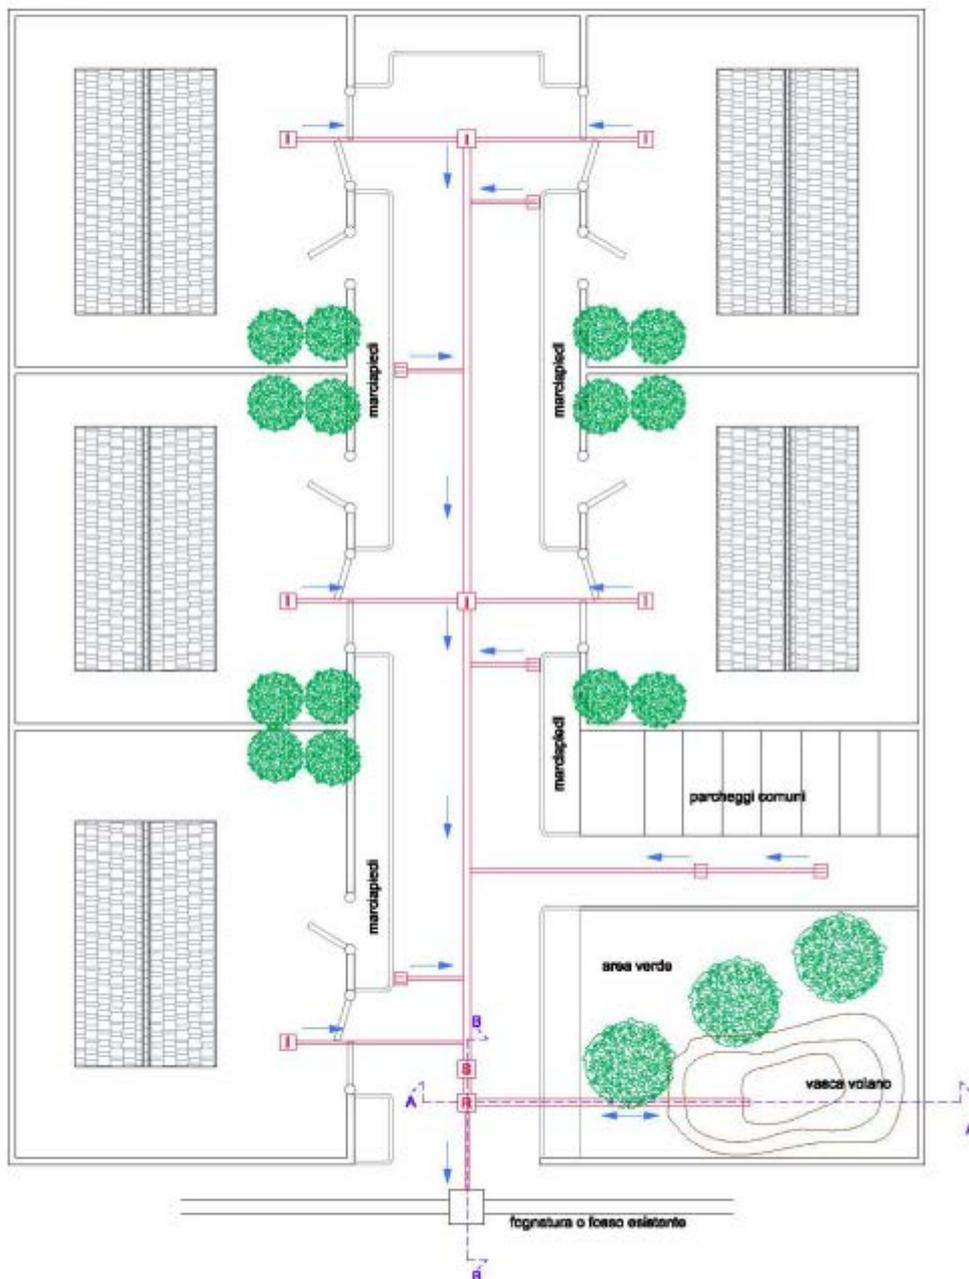 I
I
I
marciapiedi
marciapiedi
I
I
I
marciapiedi
parcheggi comuni
marciapiedi
area verde
B
I
S
vasca volano
A
R
A
fognatura o fosso esistente
B